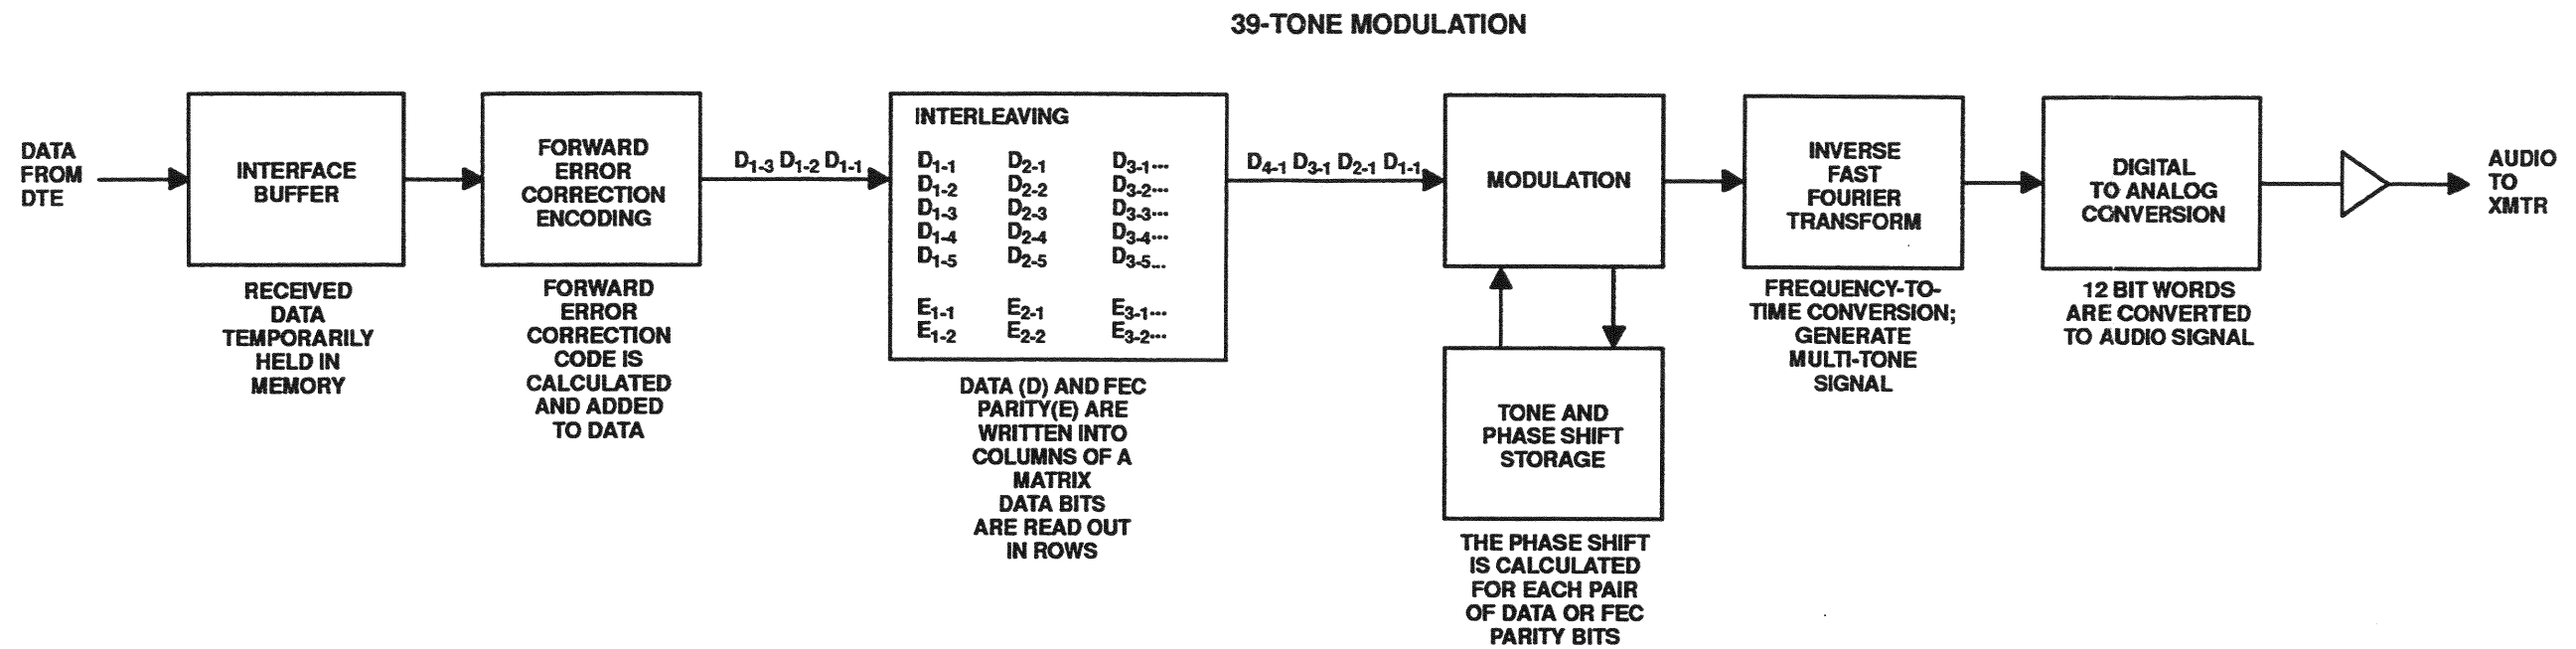 39-TONE MODULATION
DATA
FROM
DTE
INTERFACE
BUFFER
RECEIVED
DATA
TEMPORARILY
HELD IN
MEMORY
FORWARD
ERROR
CORRECTION
ENCODING
FORWARD
ERROR
CORRECTION
CODE IS
CALCULATED
AND ADDED
TO DATA
D1-3 D1-2 D1-1
INTERLEAVING
D1-1 D2-1 D3-1...
D1-2 D2-2 D3-2...
D1-3 D2-3 D3-3...
D1-4 D2-4 D3-4...
D1-5 D2-5 D3-5...
E1-1 E2-1 E3-1...
E1-2 E2-2 E3-2...
DATA (D) AND FEC
PARITY(E) ARE
WRITTEN INTO
COLUMNS OF A
MATRIX
DATA BITS
ARE READ OUT
IN ROWS
D4-1 D3-1 D2-1 D1-1
MODULATION
TONE AND
PHASE SHIFT
STORAGE
THE PHASE SHIFT
IS CALCULATED
FOR EACH PAIR
OF DATA OR FEC
PARITY BITS
INVERSE
FAST
FOURIER
TRANSFORM
FREQUENCY-TO-
TIME CONVERSION;
GENERATE
MULTI-TONE
SIGNAL
DIGITAL
TO ANALOG
CONVERSION
12 BIT WORDS
ARE CONVERTED
TO AUDIO SIGNAL
AUDIO
TO
XMTR